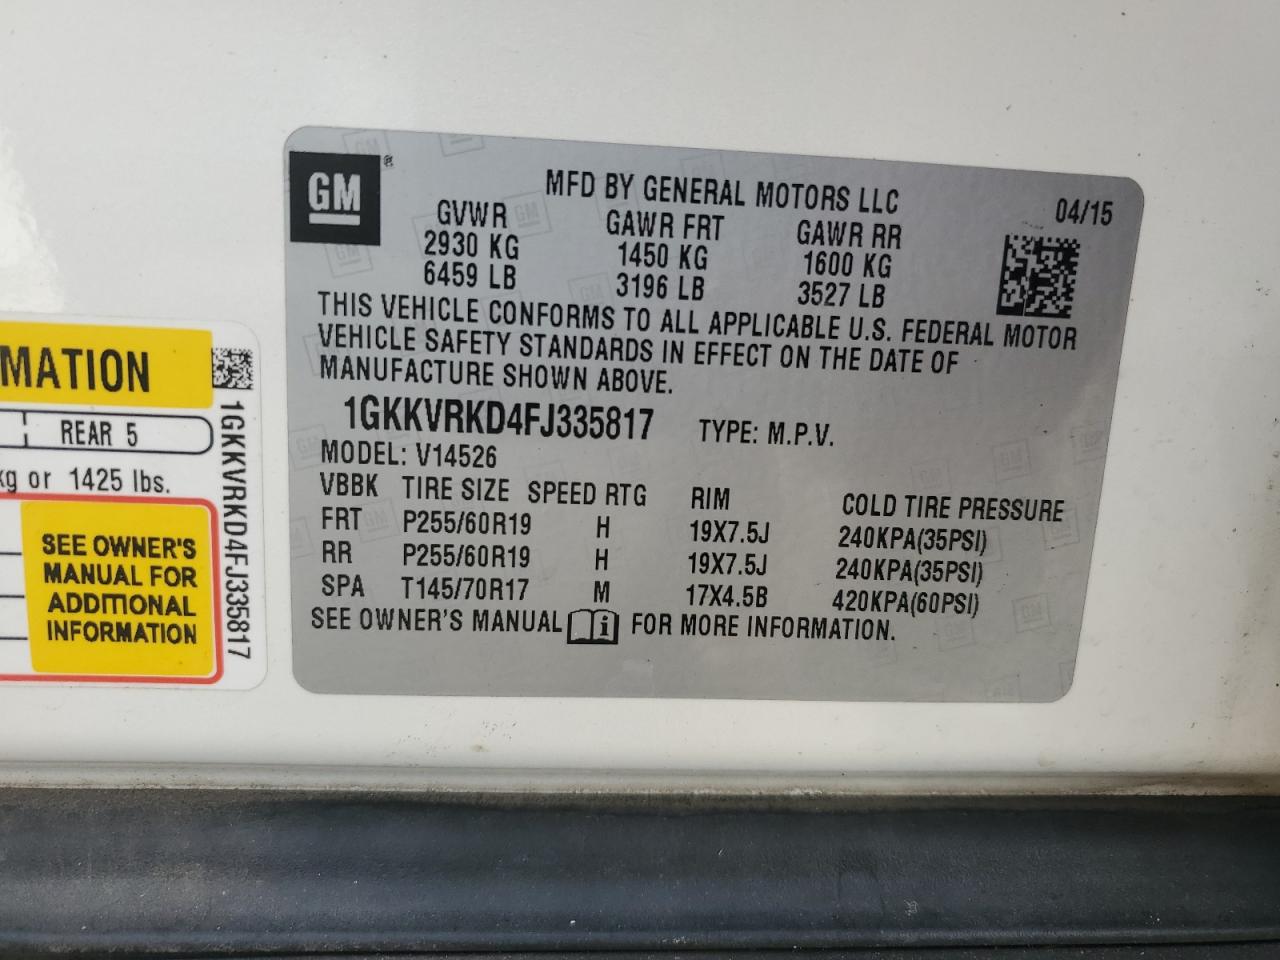 GM ®
MFD BY GENERAL MOTORS LLC 04/15
GVWR GAWR FRT GAWR RR
2930 KG 1450 KG 1600 KG
6459 LB 3196 LB 3527 LB
THIS VEHICLE CONFORMS TO ALL APPLICABLE U.S. FEDERAL MOTOR
VEHICLE SAFETY STANDARDS IN EFFECT ON THE DATE OF
MANUFACTURE SHOWN ABOVE.
1GKKVRKD4FJ335817 TYPE: M.P.V.
MODEL: V14526
VBBK TIRE SIZE SPEED RTG RIM COLD TIRE PRESSURE
FRT P255/60R19 H 19X7.5J 240KPA(35PSI)
RR P255/60R19 H 19X7.5J 240KPA(35PSI)
SPA T145/70R17 M 17X4.5B 420KPA(60PSI)
SEE OWNER'S MANUAL i FOR MORE INFORMATION.
MATION
REAR 5
kg or 1425 lbs.
SEE OWNER'S
MANUAL FOR
ADDITIONAL
INFORMATION
1GKKVRKD4FJ335817